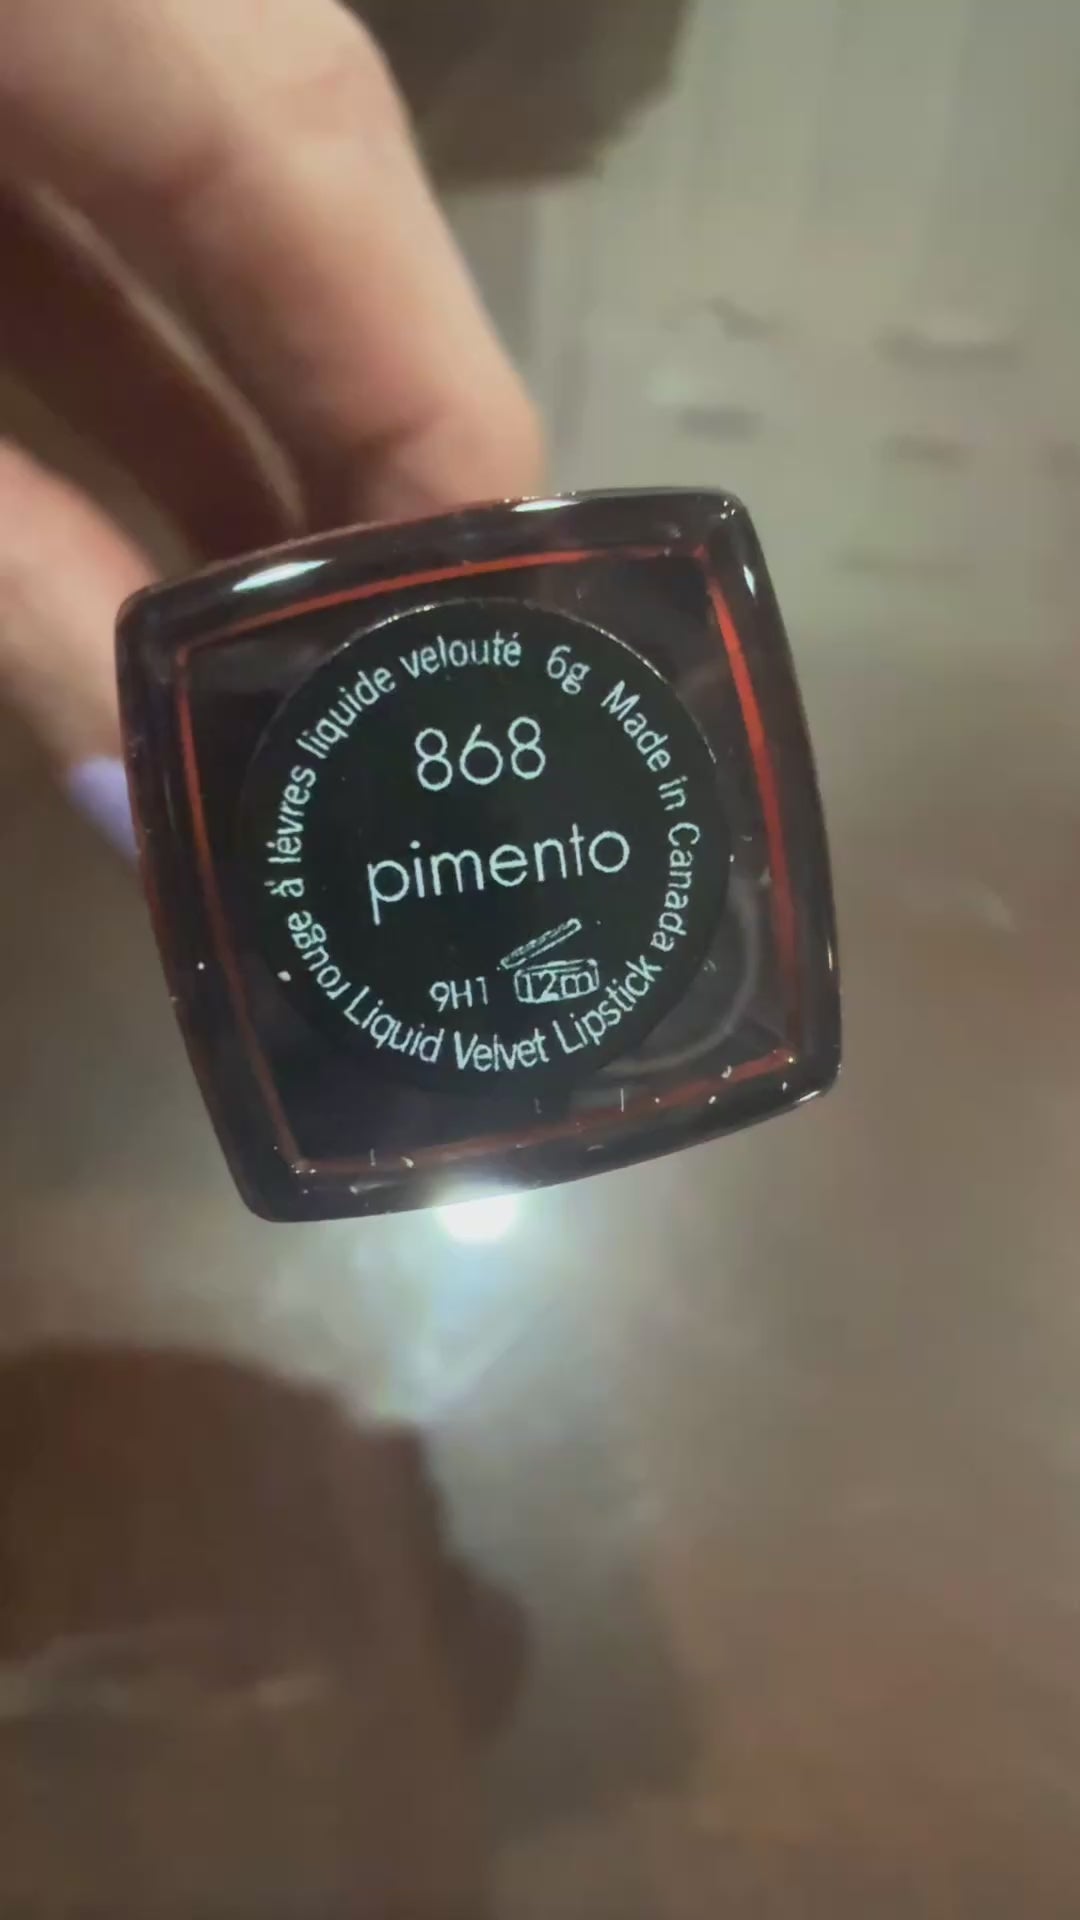 868
pimento
9H1 12m
rouge à lèvres liquide velouté 6g Made in Canada
Liquid Velvet Lipstick